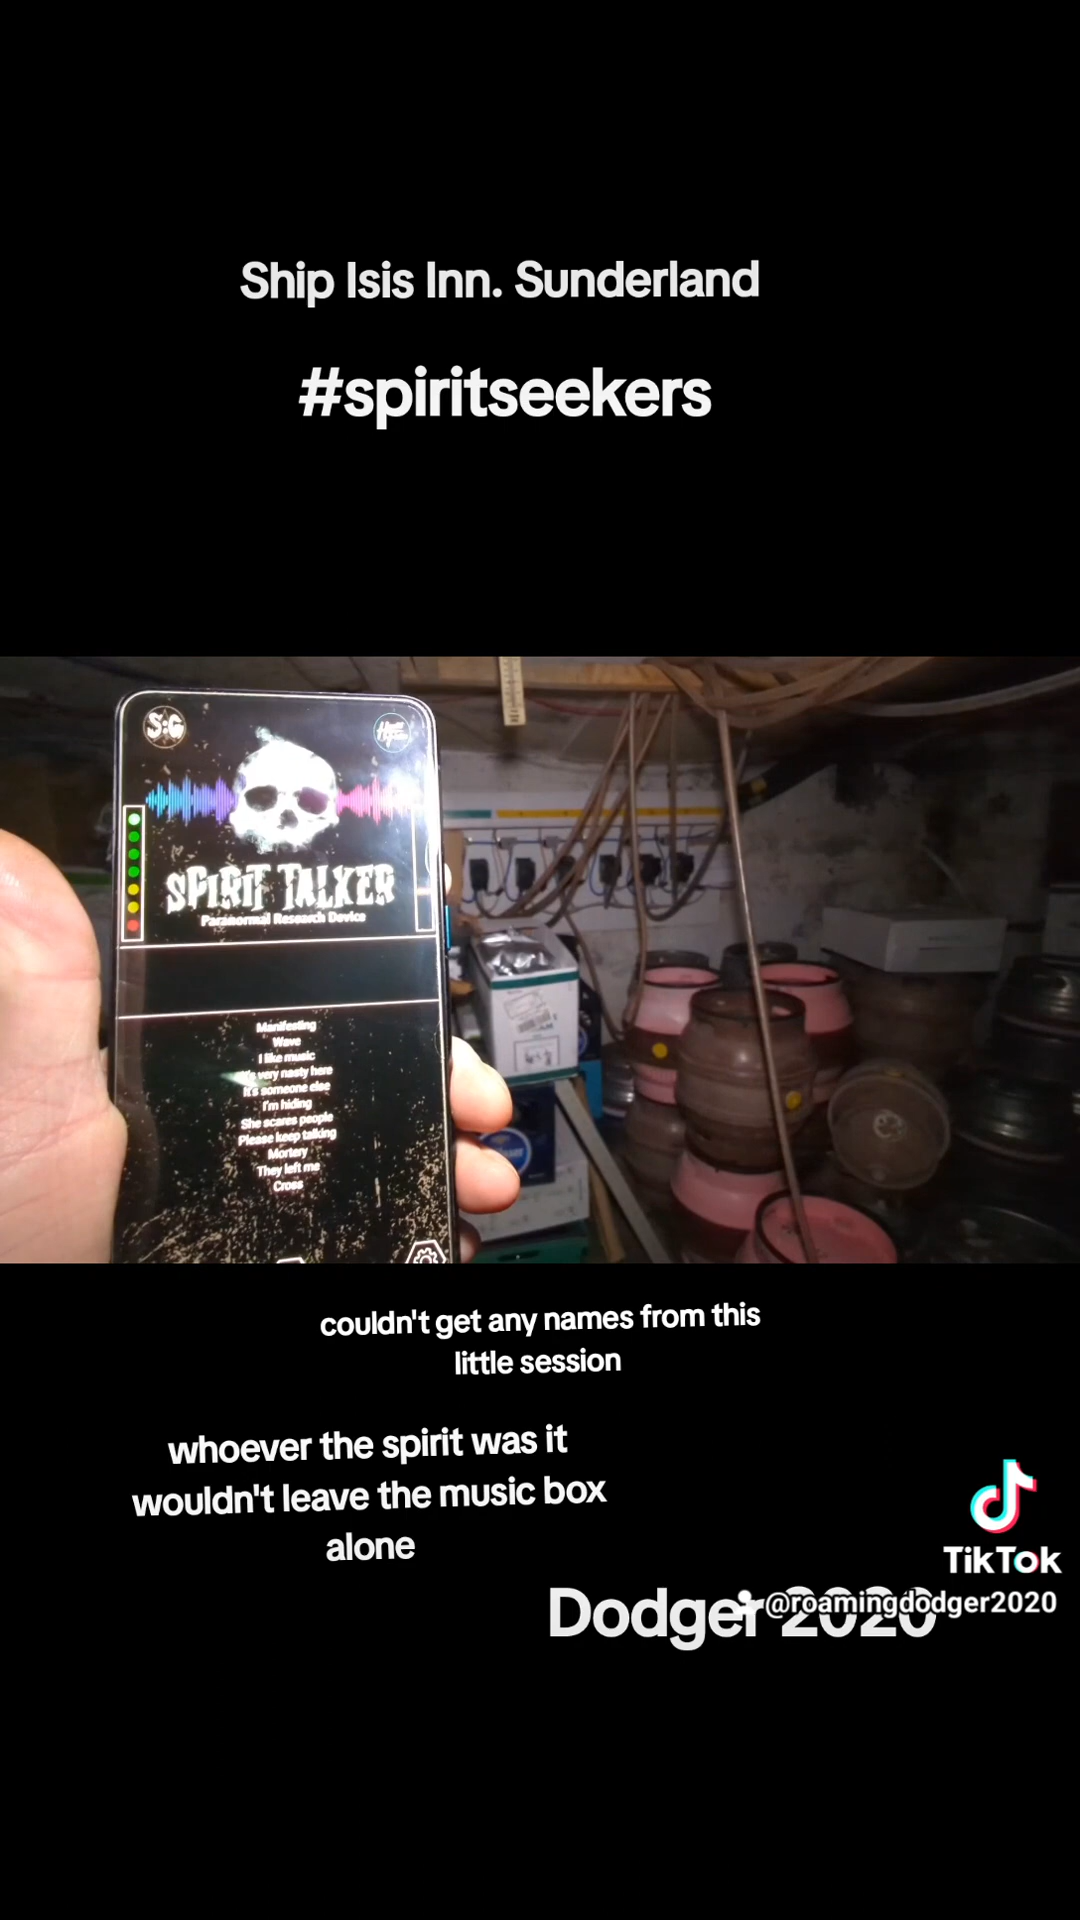 Ship Isis Inn. Sunderland
#spiritseekers
S:G
SPIRIT TALKER
Paranormal Research Device
Manifesting
Wave
I like music
It's very nasty here
It's someone else
I'm hiding
She scares people
Please keep talking
Mortery
They left me
Cross
couldn't get any names from this
little session
whoever the spirit was it
wouldn't leave the music box
alone
TikTok
@roamingdodger2020
Dodger 2020